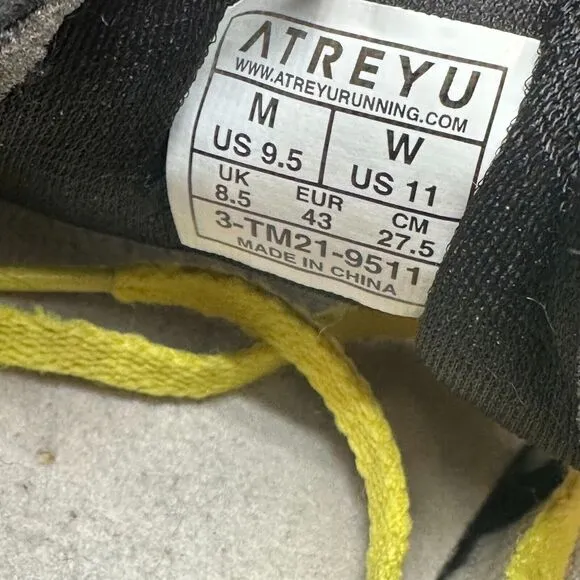 ATREYU
WWW.ATREYURUNNING.COM
M W
US 9.5 US 11
UK EUR CM
8.5 43 27.5
3-TM21-9511
MADE IN CHINA